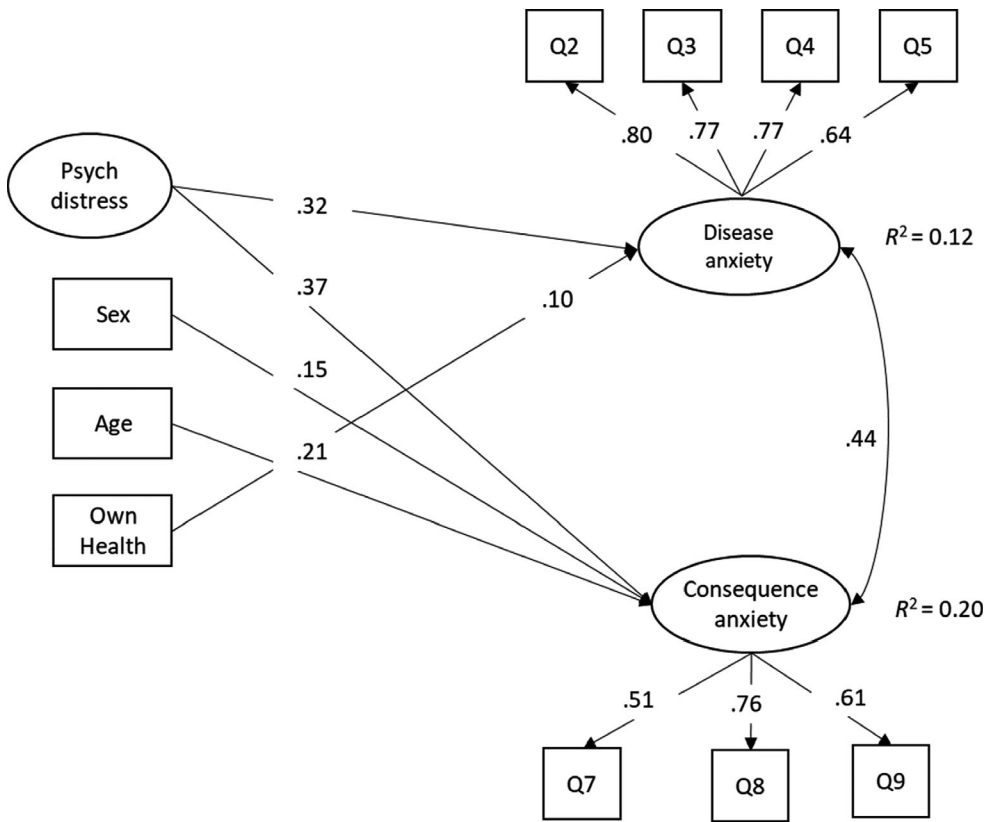 Q2
Q3
Q4
Q5
.80
.77
.77
.64
Psych
distress
.32
Disease
anxiety
R² = 0.12
.37
.10
Sex
.15
Age
.21
.44
Own
Health
Consequence
anxiety
R² = 0.20
.51
.76
.61
Q7
Q8
Q9